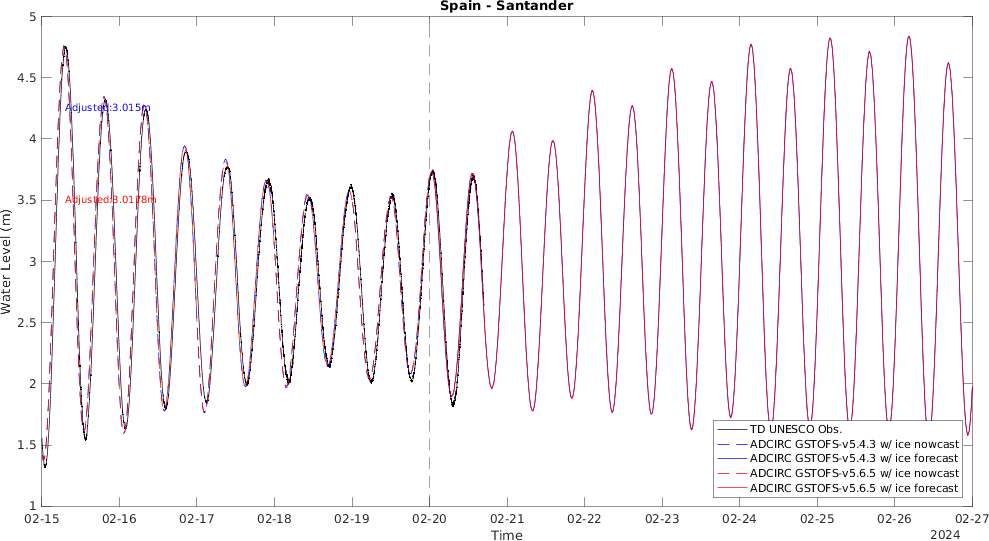 Spain - Santander
5
4.5
4
3.5
3
2.5
2
1.5
1
Water Level (m)
Adjusted:3.015m
Adjusted:3.0178m
TD UNESCO Obs.
ADCIRC GSTOFS-v5.4.3 w/ ice nowcast
ADCIRC GSTOFS-v5.4.3 w/ ice forecast
ADCIRC GSTOFS-v5.6.5 w/ ice nowcast
ADCIRC GSTOFS-v5.6.5 w/ ice forecast
02-15 02-16 02-17 02-18 02-19 02-20 02-21 02-22 02-23 02-24 02-25 02-26 02-27
Time
2024